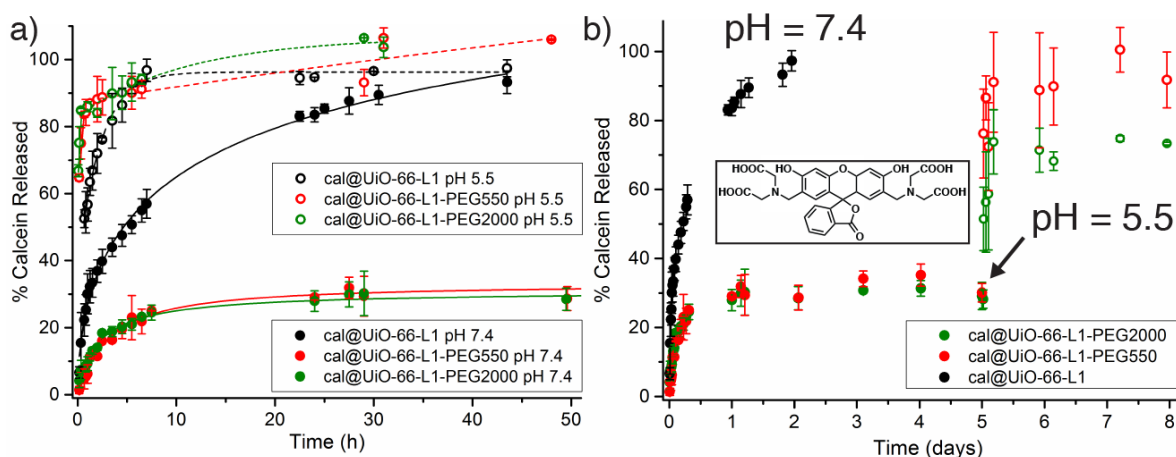 a)
% Calcein Released
100
80
60
40
20
0
cal@UiO-66-L1 pH 5.5
cal@UiO-66-L1-PEG550 pH 5.5
cal@UiO-66-L1-PEG2000 pH 5.5
cal@UiO-66-L1 pH 7.4
cal@UiO-66-L1-PEG550 pH 7.4
cal@UiO-66-L1-PEG2000 pH 7.4
0 10 20 30 40 50
Time (h)
b)
pH = 7.4
% Calcein Released
100
80
60
40
20
0
HOOC HO O OH COOH
HOOC N N COOH
O
O
pH = 5.5
cal@UiO-66-L1-PEG2000
cal@UiO-66-L1-PEG550
cal@UiO-66-L1
0 1 2 3 4 5 6 7 8
Time (days)